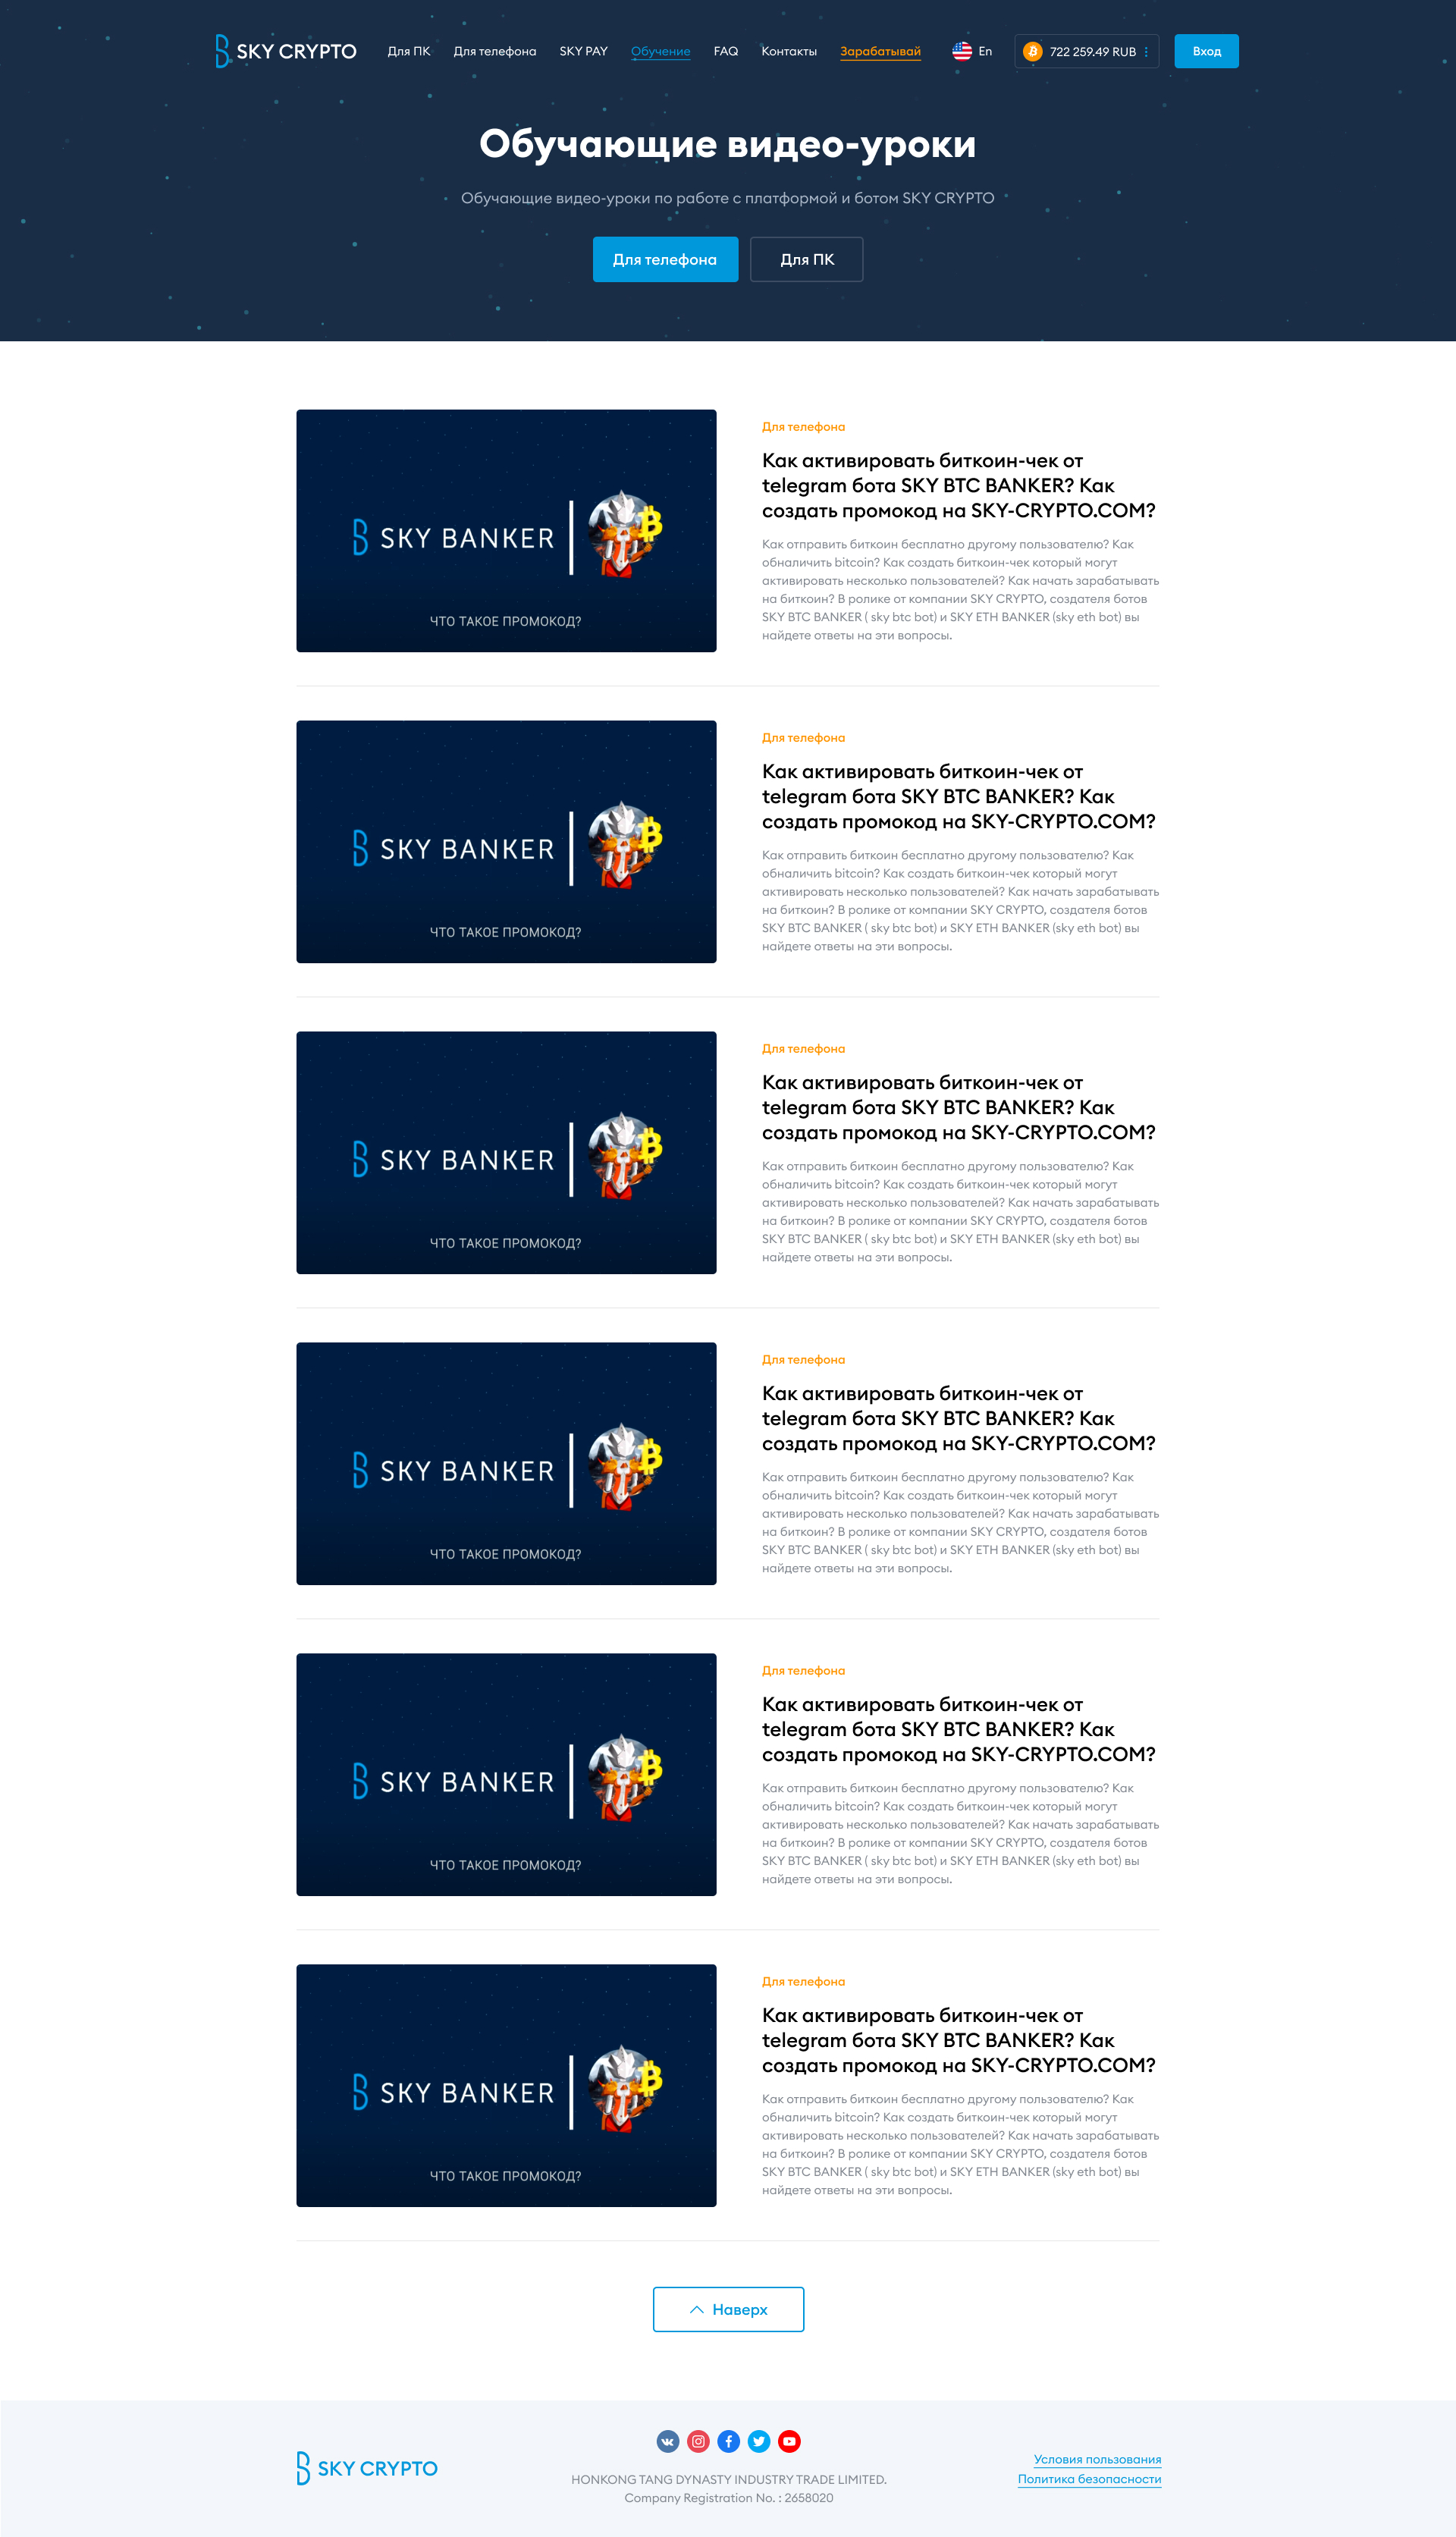 SKY CRYPTO
Для ПК
Для телефона
SKY PAY
Обучение
FAQ
Контакты
Зарабатывай
En
722 259.49 RUB
Вход
Обучающие видео-уроки
Обучающие видео-уроки по работе с платформой и ботом SKY CRYPTO
Для телефона
Для ПК
SKY BANKER
ЧТО ТАКОЕ ПРОМОКОД?
Для телефона
Как активировать биткоин-чек от
telegram бота SKY BTC BANKER? Как
создать промокод на SKY-CRYPTO.COM?
Как отправить биткоин бесплатно другому пользователю? Как
обналичить bitcoin? Как создать биткоин-чек который могут
активировать несколько пользователей? Как начать зарабатывать
на биткоин? В ролике от компании SKY CRYPTO, создателя ботов
SKY BTC BANKER ( sky btc bot) и SKY ETH BANKER (sky eth bot) вы
найдете ответы на эти вопросы.
SKY BANKER
ЧТО ТАКОЕ ПРОМОКОД?
Для телефона
Как активировать биткоин-чек от
telegram бота SKY BTC BANKER? Как
создать промокод на SKY-CRYPTO.COM?
Как отправить биткоин бесплатно другому пользователю? Как
обналичить bitcoin? Как создать биткоин-чек который могут
активировать несколько пользователей? Как начать зарабатывать
на биткоин? В ролике от компании SKY CRYPTO, создателя ботов
SKY BTC BANKER ( sky btc bot) и SKY ETH BANKER (sky eth bot) вы
найдете ответы на эти вопросы.
SKY BANKER
ЧТО ТАКОЕ ПРОМОКОД?
Для телефона
Как активировать биткоин-чек от
telegram бота SKY BTC BANKER? Как
создать промокод на SKY-CRYPTO.COM?
Как отправить биткоин бесплатно другому пользователю? Как
обналичить bitcoin? Как создать биткоин-чек который могут
активировать несколько пользователей? Как начать зарабатывать
на биткоин? В ролике от компании SKY CRYPTO, создателя ботов
SKY BTC BANKER ( sky btc bot) и SKY ETH BANKER (sky eth bot) вы
найдете ответы на эти вопросы.
SKY BANKER
ЧТО ТАКОЕ ПРОМОКОД?
Для телефона
Как активировать биткоин-чек от
telegram бота SKY BTC BANKER? Как
создать промокод на SKY-CRYPTO.COM?
Как отправить биткоин бесплатно другому пользователю? Как
обналичить bitcoin? Как создать биткоин-чек который могут
активировать несколько пользователей? Как начать зарабатывать
на биткоин? В ролике от компании SKY CRYPTO, создателя ботов
SKY BTC BANKER ( sky btc bot) и SKY ETH BANKER (sky eth bot) вы
найдете ответы на эти вопросы.
SKY BANKER
ЧТО ТАКОЕ ПРОМОКОД?
Для телефона
Как активировать биткоин-чек от
telegram бота SKY BTC BANKER? Как
создать промокод на SKY-CRYPTO.COM?
Как отправить биткоин бесплатно другому пользователю? Как
обналичить bitcoin? Как создать биткоин-чек который могут
активировать несколько пользователей? Как начать зарабатывать
на биткоин? В ролике от компании SKY CRYPTO, создателя ботов
SKY BTC BANKER ( sky btc bot) и SKY ETH BANKER (sky eth bot) вы
найдете ответы на эти вопросы.
SKY BANKER
ЧТО ТАКОЕ ПРОМОКОД?
Для телефона
Как активировать биткоин-чек от
telegram бота SKY BTC BANKER? Как
создать промокод на SKY-CRYPTO.COM?
Как отправить биткоин бесплатно другому пользователю? Как
обналичить bitcoin? Как создать биткоин-чек который могут
активировать несколько пользователей? Как начать зарабатывать
на биткоин? В ролике от компании SKY CRYPTO, создателя ботов
SKY BTC BANKER ( sky btc bot) и SKY ETH BANKER (sky eth bot) вы
найдете ответы на эти вопросы.
Наверх
SKY CRYPTO
HONKONG TANG DYNASTY INDUSTRY TRADE LIMITED.
Company Registration No. : 2658020
Условия пользования
Политика безопасности